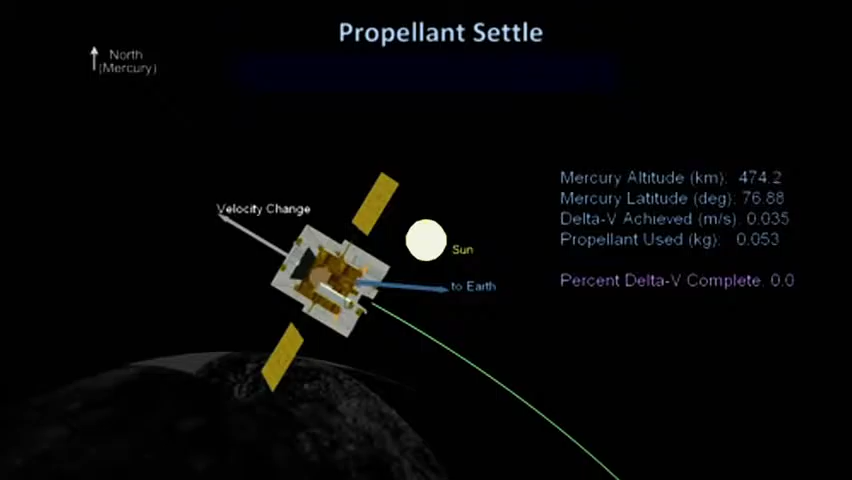 Propellant Settle
North
(Mercury)
Mercury Altitude (km): 474.2
Mercury Latitude (deg): 76.88
Delta-V Achieved (m/s): 0.035
Propellant Used (kg): 0.053
Percent Delta-V Complete: 0.0
Velocity Change
Sun
to Earth